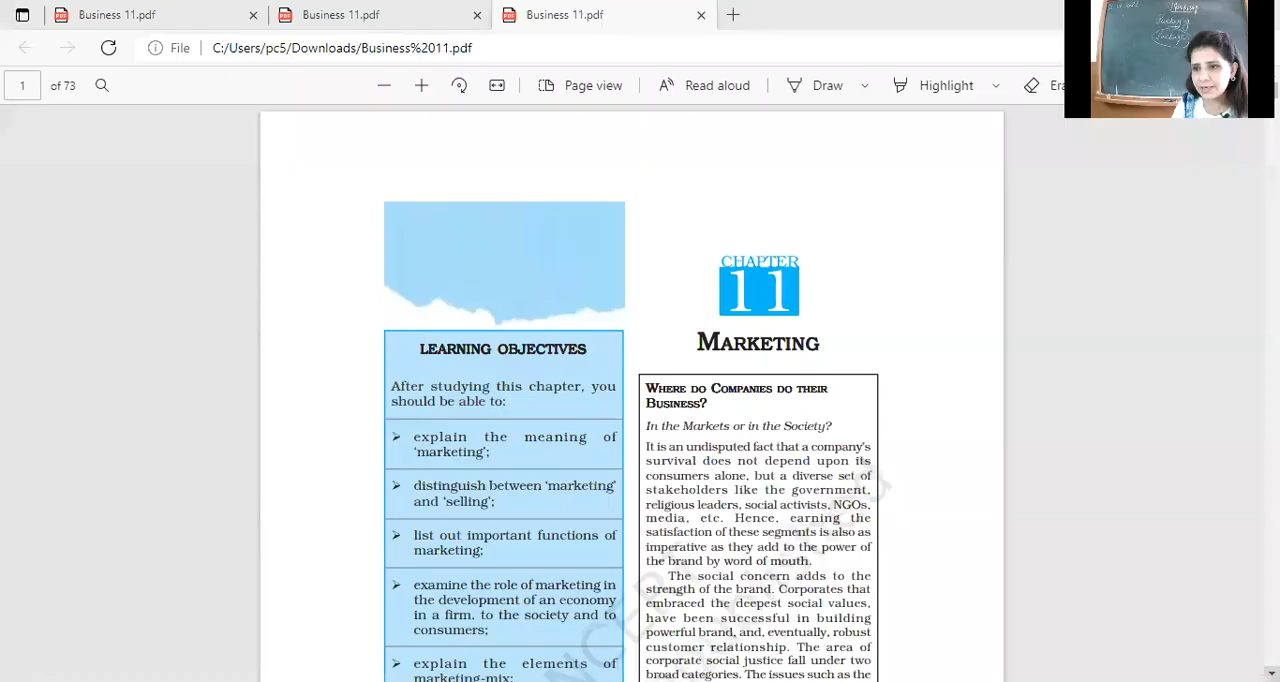 Business 11.pdf
Business 11.pdf
Business 11.pdf
File
C:/Users/pc5/Downloads/Business%2011.pdf
1
of 73
Page view
Read aloud
Draw
Highlight
Era
CHAPTER
11
MARKETING
LEARNING OBJECTIVES
After studying this chapter, you
should be able to:
explain the meaning of
‘marketing’;
distinguish between ‘marketing’
and ‘selling’;
list out important functions of
marketing;
examine the role of marketing in
the development of an economy
in a firm, to the society and to
consumers;
explain the elements of
marketing-mix;
WHERE DO COMPANIES DO THEIR
BUSINESS?
In the Markets or in the Society?
It is an undisputed fact that a company's
survival does not depend upon its
consumers alone, but a diverse set of
stakeholders like the government,
religious leaders, social activists, NGOs,
media, etc. Hence, earning the
satisfaction of these segments is also as
imperative as they add to the power of
the brand by word of mouth.
The social concern adds to the
strength of the brand. Corporates that
embraced the deepest social values,
have been successful in building
powerful brand, and, eventually, robust
customer relationship. The area of
corporate social justice fall under two
broad categories. The issues such as the